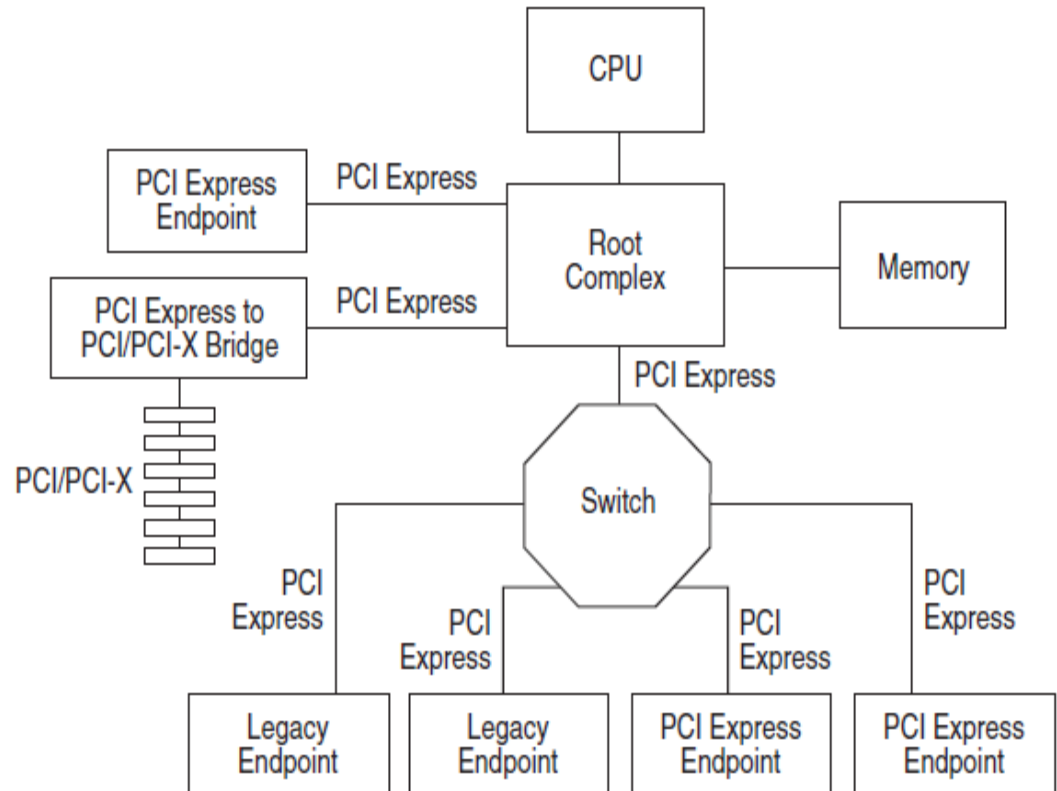 CPU
PCI Express
Endpoint
PCI Express
Root
Complex
Memory
PCI Express to
PCI/PCI-X Bridge
PCI Express
PCI Express
PCI/PCI-X
Switch
PCI
Express
PCI
Express
PCI
Express
PCI
Express
Legacy
Endpoint
Legacy
Endpoint
PCI Express
Endpoint
PCI Express
Endpoint